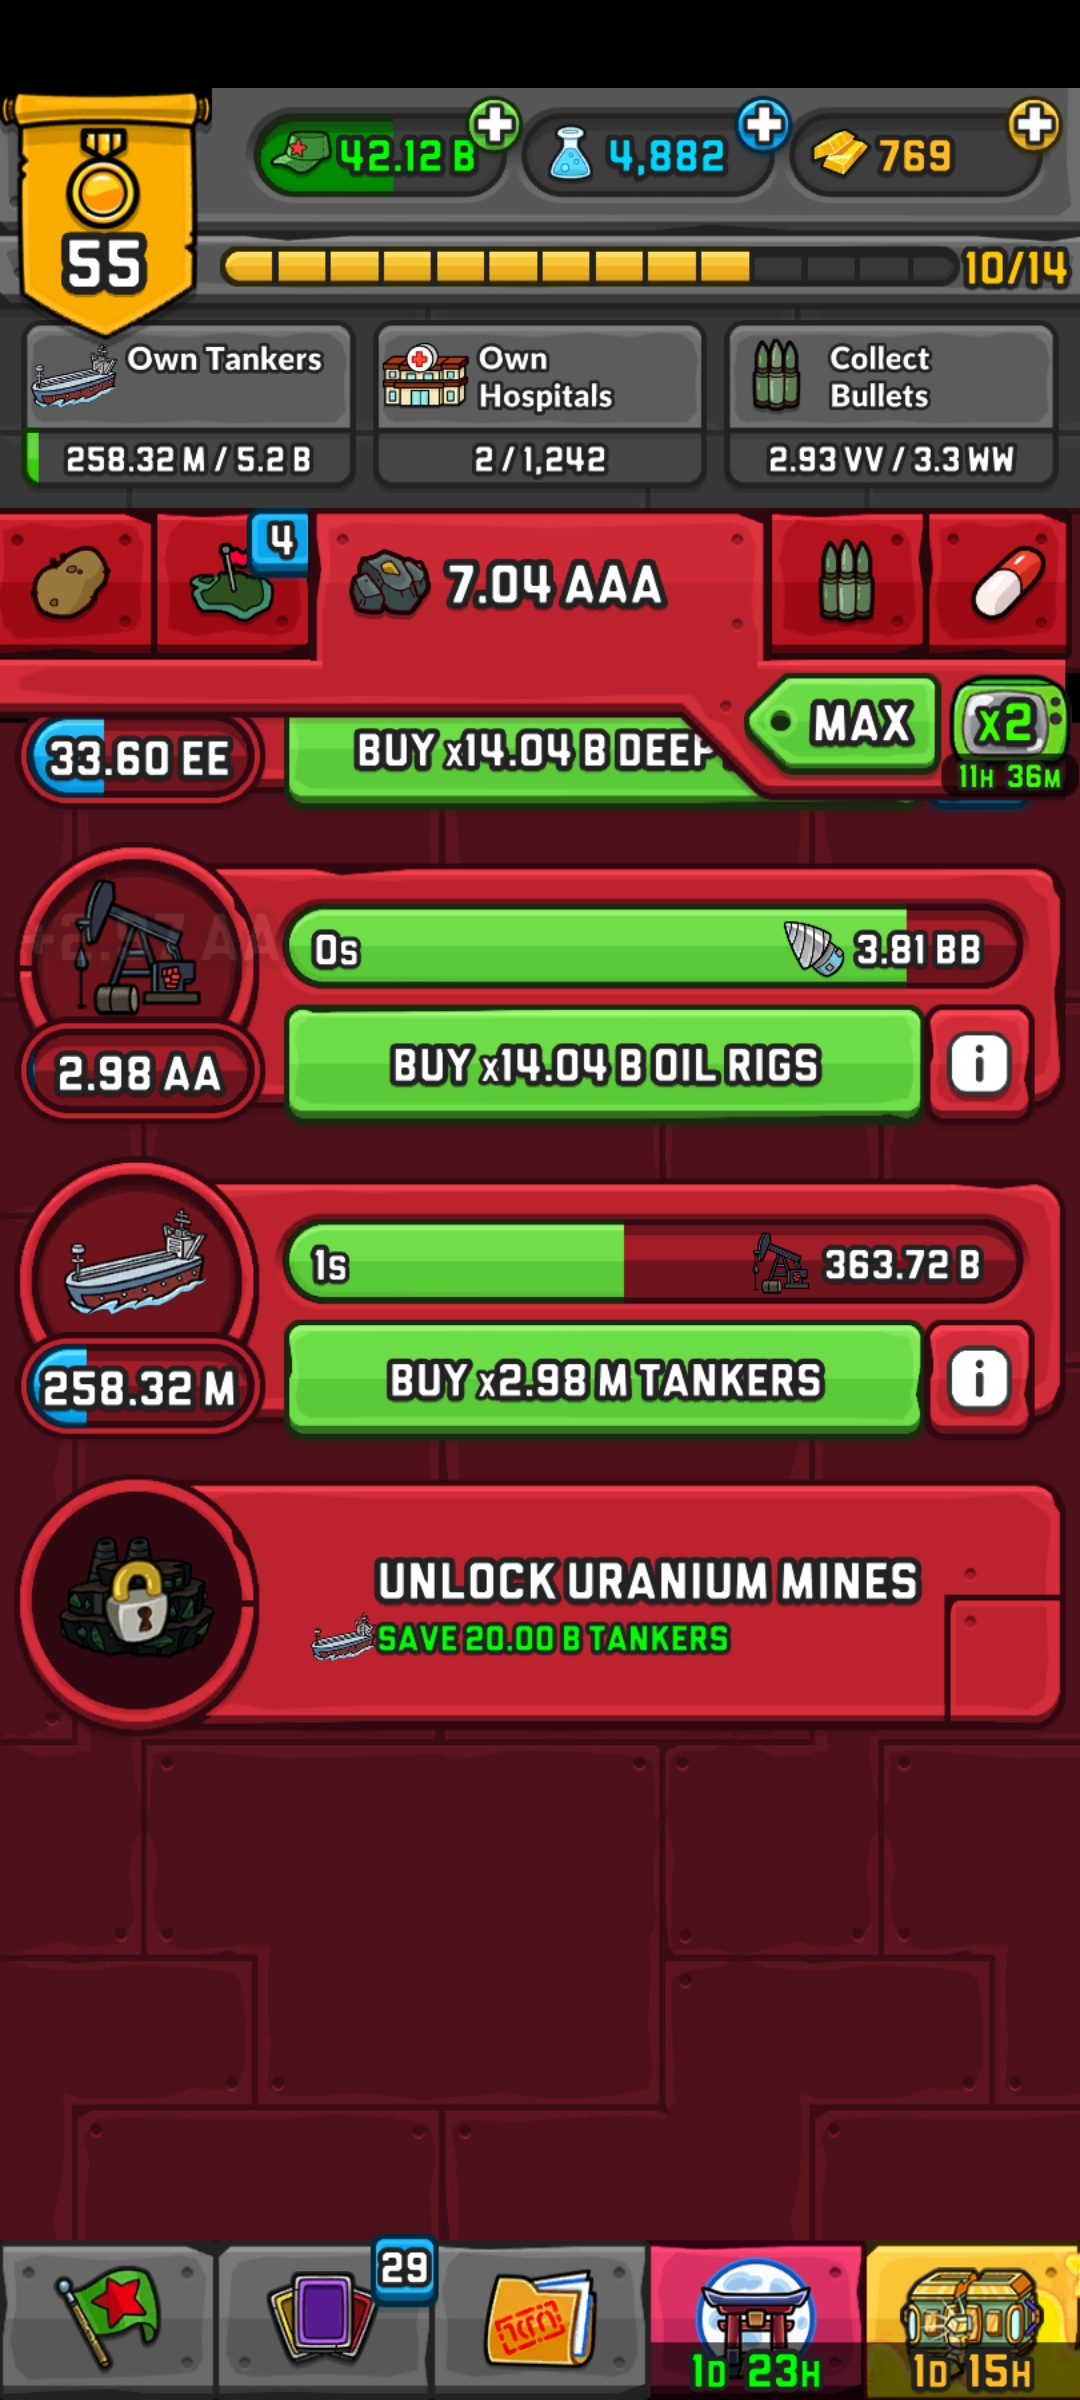 55
42.12 B
4,882
769
10/14
Own Tankers
258.32 M / 5.2 B
Own
Hospitals
2 / 1,242
Collect
Bullets
2.93 VV / 3.3 WW
4
7.04 AAA
MAX
x2
11H 36M
33.60 EE
BUY x14.04 B DEEP
0s
3.81 BB
2.98 AA
BUY x14.04 B OIL RIGS
i
1s
363.72 B
258.32 M
BUY x2.98 M TANKERS
i
UNLOCK URANIUM MINES
SAVE 20.00 B TANKERS
29
1D 23H
1D 15H